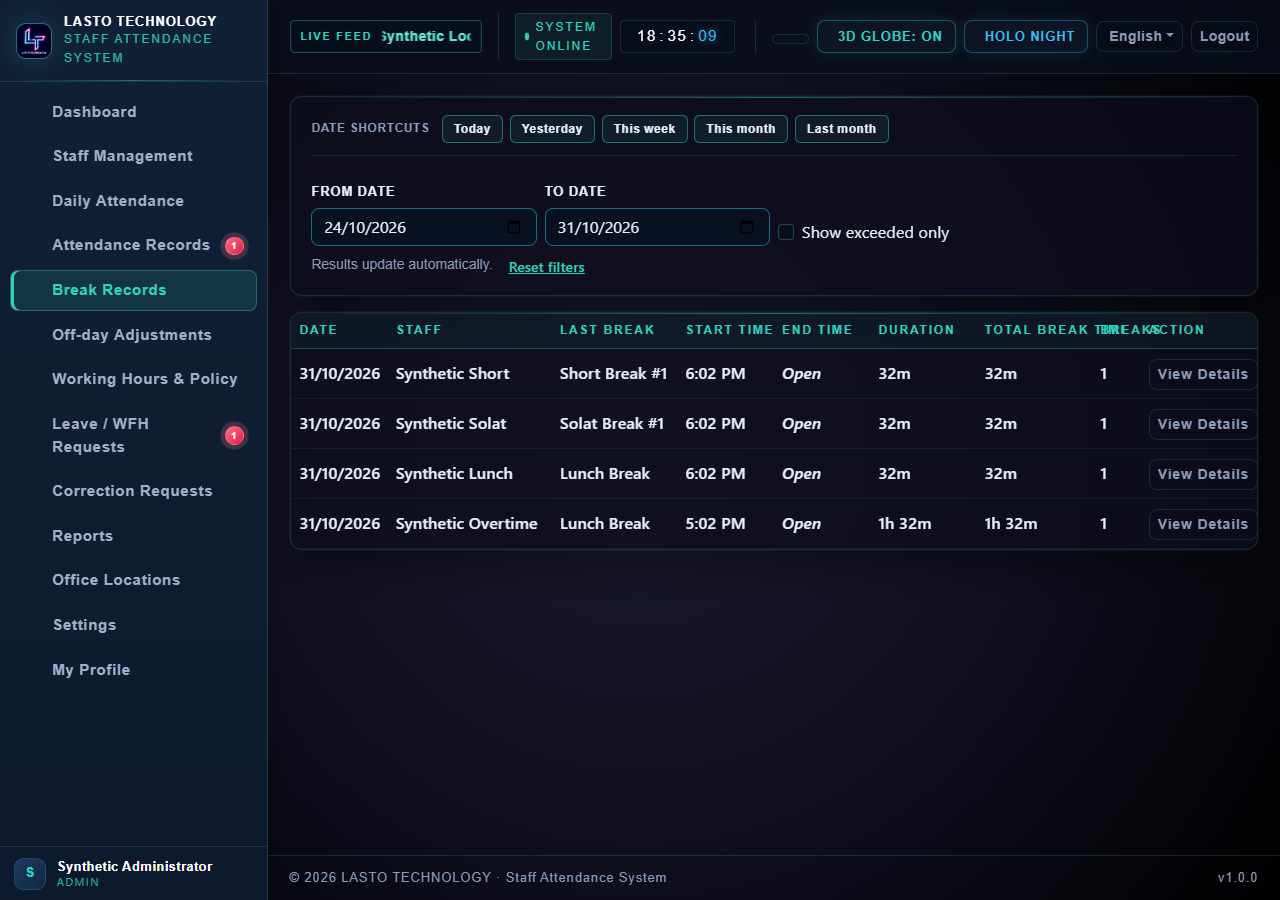 LASTO TECHNOLOGY
STAFF ATTENDANCE
SYSTEM
LIVE FEED Synthetic Loc
SYSTEM
ONLINE
18:35:09
3D GLOBE: ON
HOLO NIGHT
English
Logout
Dashboard
Staff Management
Daily Attendance
Attendance Records 1
Break Records
Off-day Adjustments
Working Hours & Policy
Leave / WFH
Requests 1
Correction Requests
Reports
Office Locations
Settings
My Profile
S
Synthetic Administrator
ADMIN
DATE SHORTCUTS Today Yesterday This week This month Last month
FROM DATE TO DATE
24/10/2026 31/10/2026 Show exceeded only
Results update automatically. Reset filters
DATE STAFF LAST BREAK START TIME END TIME DURATION TOTAL BREAK TIME BREAKS ACTION
31/10/2026 Synthetic Short Short Break #1 6:02 PM Open 32m 32m 1 View Details
31/10/2026 Synthetic Solat Solat Break #1 6:02 PM Open 32m 32m 1 View Details
31/10/2026 Synthetic Lunch Lunch Break 6:02 PM Open 32m 32m 1 View Details
31/10/2026 Synthetic Overtime Lunch Break 5:02 PM Open 1h 32m 1h 32m 1 View Details
© 2026 LASTO TECHNOLOGY · Staff Attendance System v1.0.0